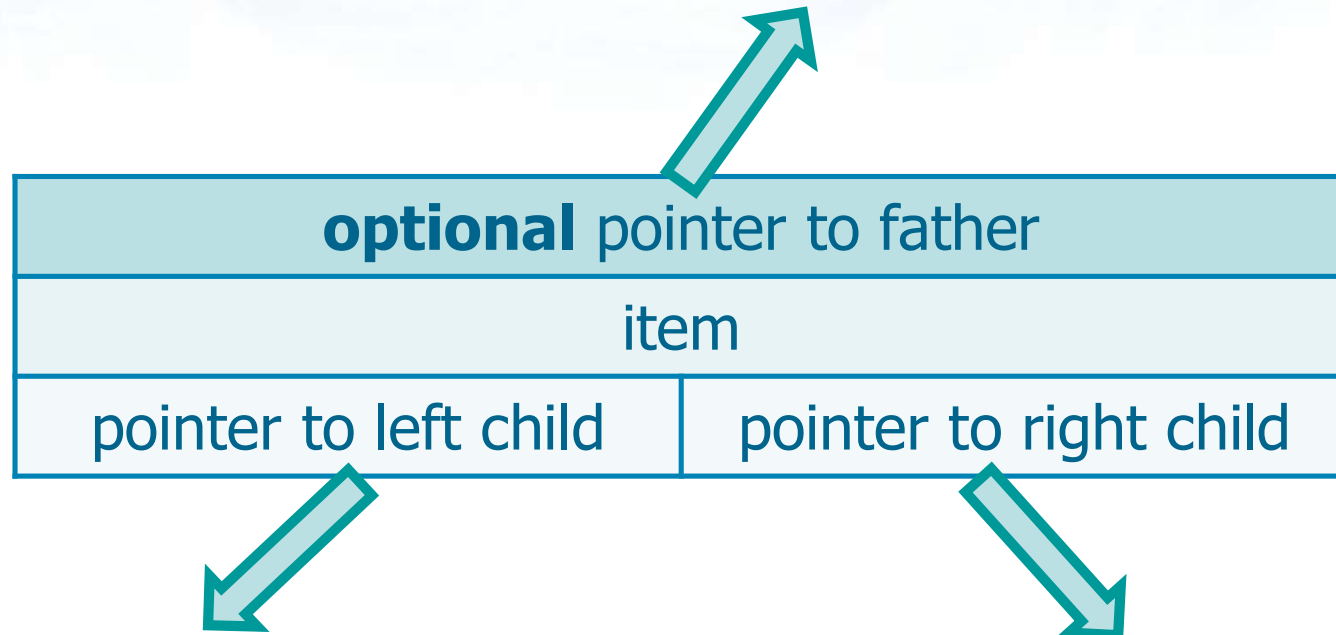 optional pointer to father
item
pointer to left child
pointer to right child